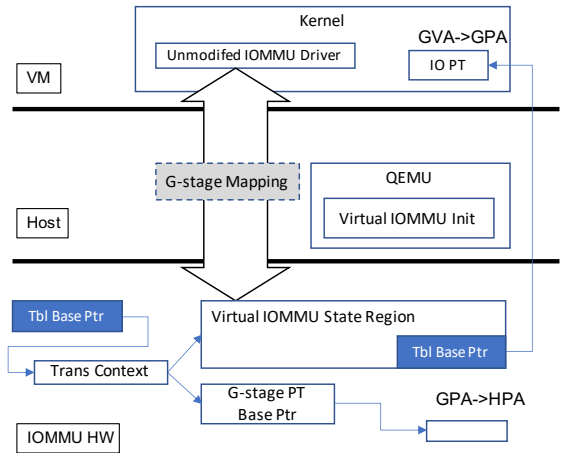 Kernel
Unmodifed IOMMU Driver
GVA->GPA
IO PT
VM
G-stage Mapping
QEMU
Virtual IOMMU Init
Host
Tbl Base Ptr
Virtual IOMMU State Region
Tbl Base Ptr
Trans Context
G-stage PT
Base Ptr
GPA->HPA
IOMMU HW